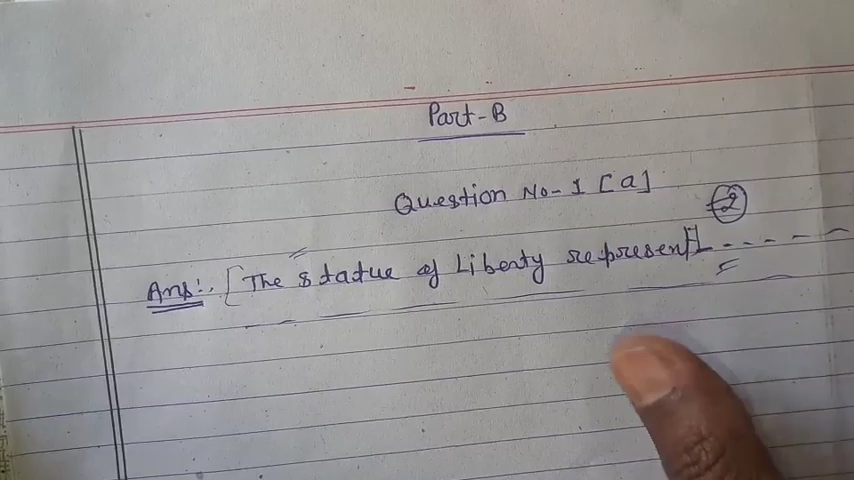 Part-B
Question No-1 [a]
2
Ans:. [The statue of Liberty represent - - - -